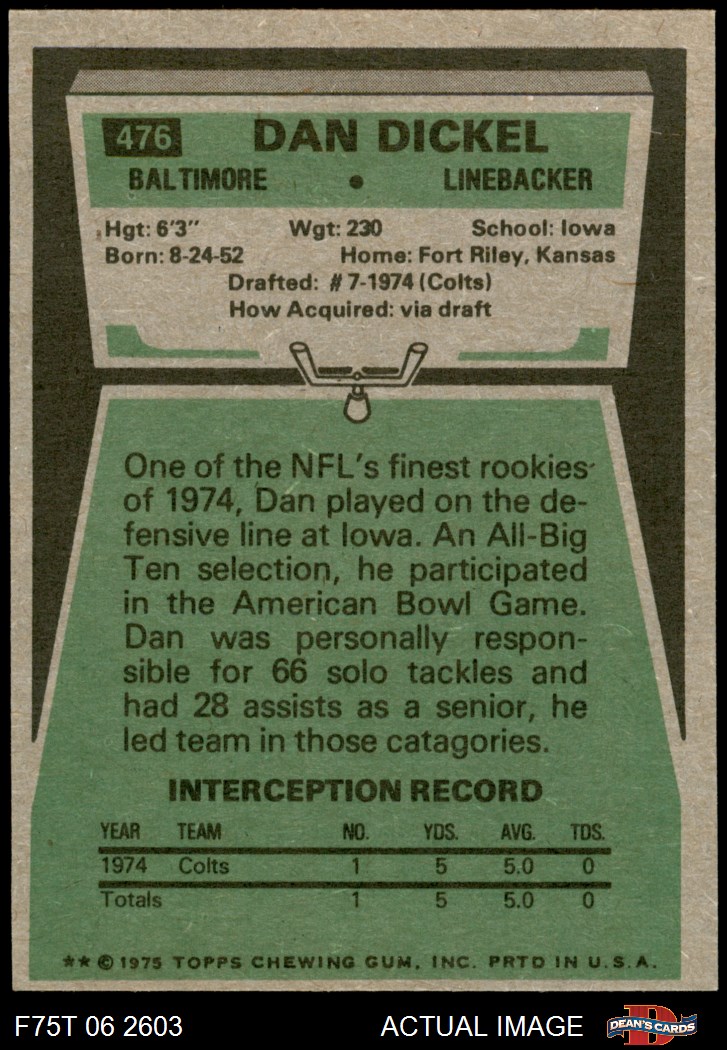 476 DAN DICKEL
BALTIMORE • LINEBACKER
Hgt: 6'3" Wgt: 230 School: Iowa
Born: 8-24-52 Home: Fort Riley, Kansas
Drafted: #7-1974 (Colts)
How Acquired: via draft
One of the NFL's finest rookies
of 1974, Dan played on the de-
fensive line at Iowa. An All-Big
Ten selection, he participated
in the American Bowl Game.
Dan was personally respon-
sible for 66 solo tackles and
had 28 assists as a senior, he
led team in those catagories.
INTERCEPTION RECORD
YEAR TEAM NO. YDS. AVG. TDS.
1974 Colts 1 5 5.0 0
Totals 1 5 5.0 0
** © 1975 TOPPS CHEWING GUM, INC. PRTD IN U.S.A.
F75T 06 2603 ACTUAL IMAGE DEAN'S CARDS